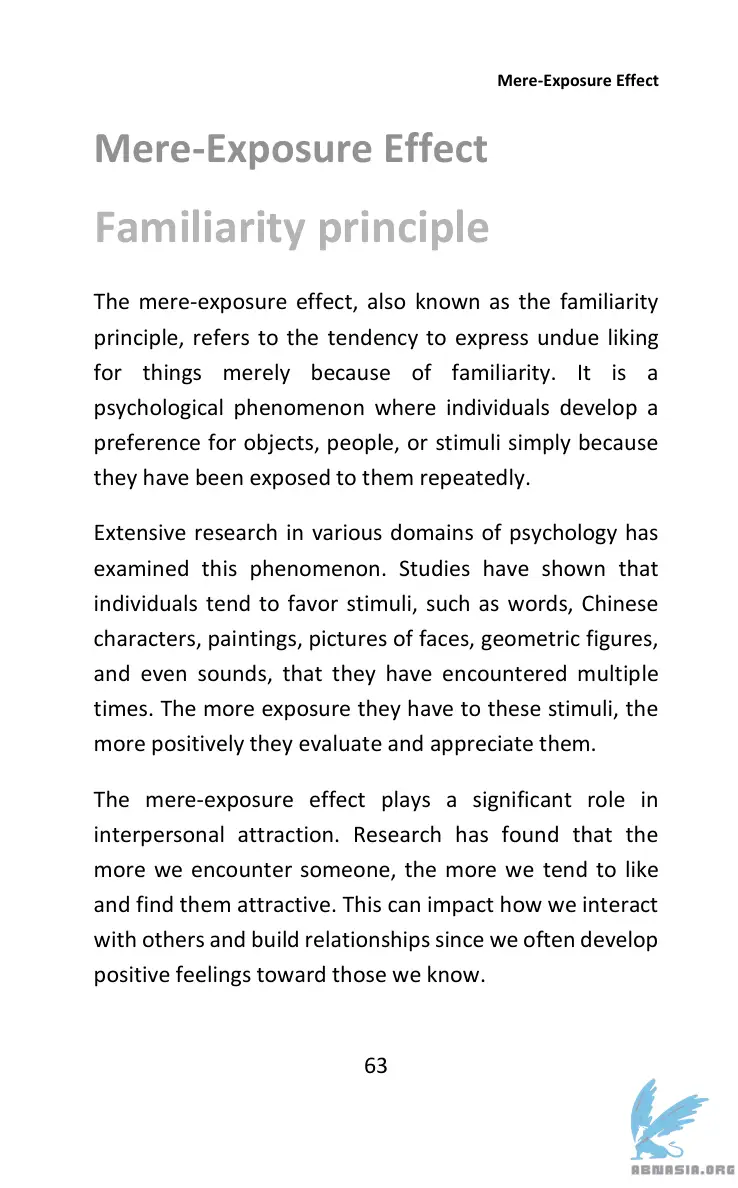 Mere-Exposure Effect
Mere-Exposure Effect
Familiarity principle
The mere-exposure effect, also known as the familiarity
principle, refers to the tendency to express undue liking
for things merely because of familiarity. It is a
psychological phenomenon where individuals develop a
preference for objects, people, or stimuli simply because
they have been exposed to them repeatedly.
Extensive research in various domains of psychology has
examined this phenomenon. Studies have shown that
individuals tend to favor stimuli, such as words, Chinese
characters, paintings, pictures of faces, geometric figures,
and even sounds, that they have encountered multiple
times. The more exposure they have to these stimuli, the
more positively they evaluate and appreciate them.
The mere-exposure effect plays a significant role in
interpersonal attraction. Research has found that the
more we encounter someone, the more we tend to like
and find them attractive. This can impact how we interact
with others and build relationships since we often develop
positive feelings toward those we know.
63
ABNASIA.ORG